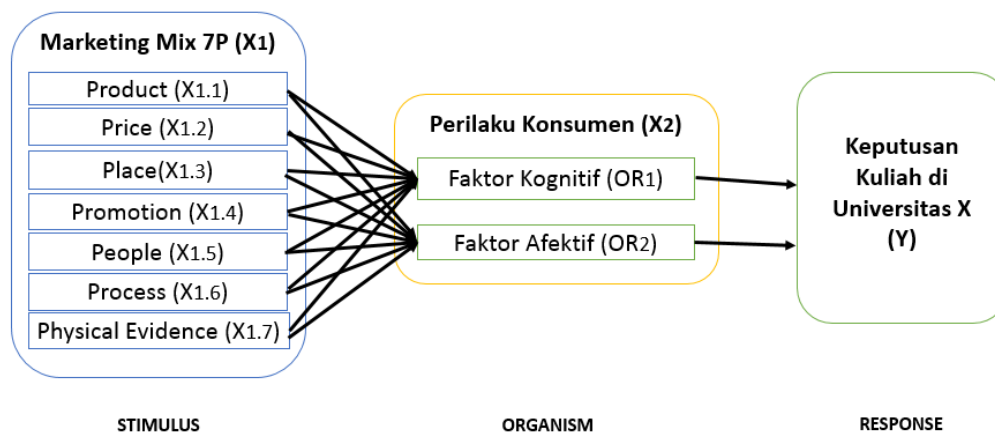 Marketing Mix 7P (X1)
Product (X1.1)
Price (X1.2)
Place(X1.3)
Promotion (X1.4)
People (X1.5)
Process (X1.6)
Physical Evidence (X1.7)
STIMULUS
Perilaku Konsumen (X2)
Faktor Kognitif (OR1)
Faktor Afektif (OR2)
ORGANISM
Keputusan
Kuliah di
Universitas X
(Y)
RESPONSE